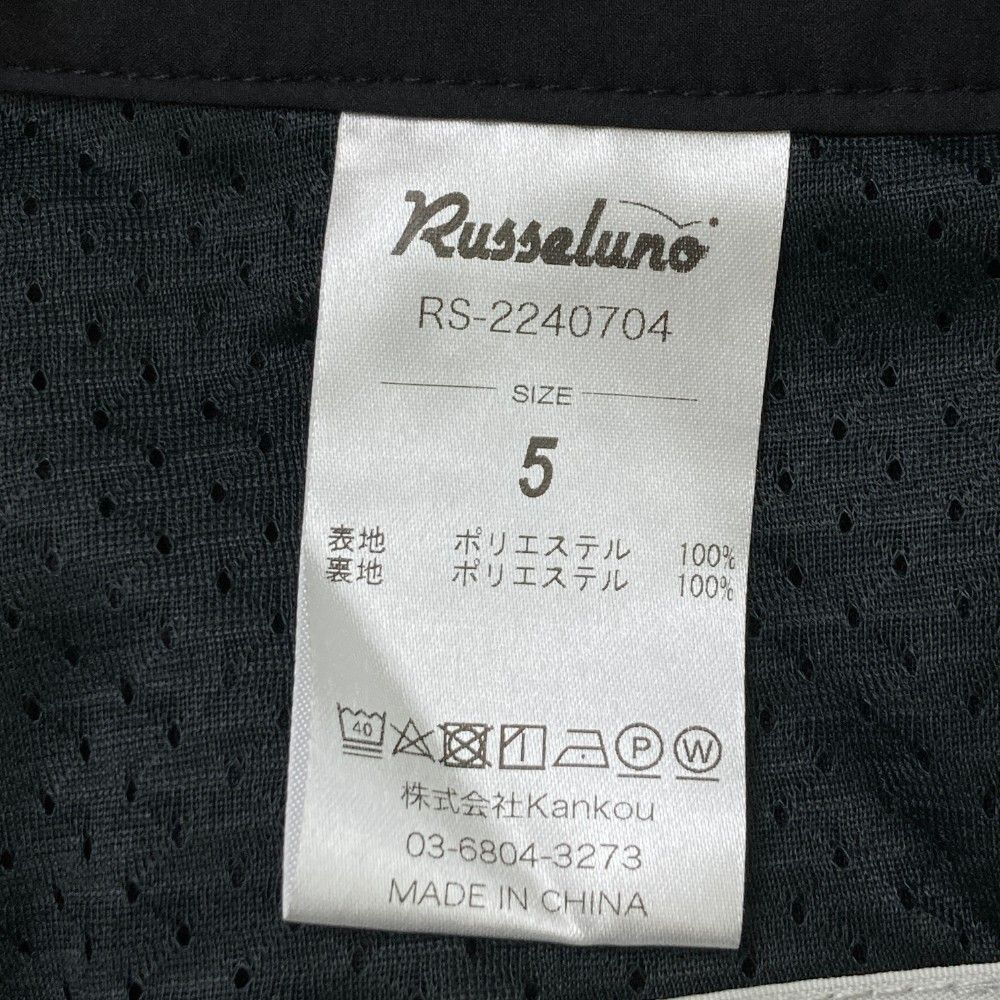 Russeluno
RS-2240704
SIZE
5
表地 ポリエステル 100%
裏地 ポリエステル 100%
40
P W
株式会社Kankou
03-6804-3273
MADE IN CHINA